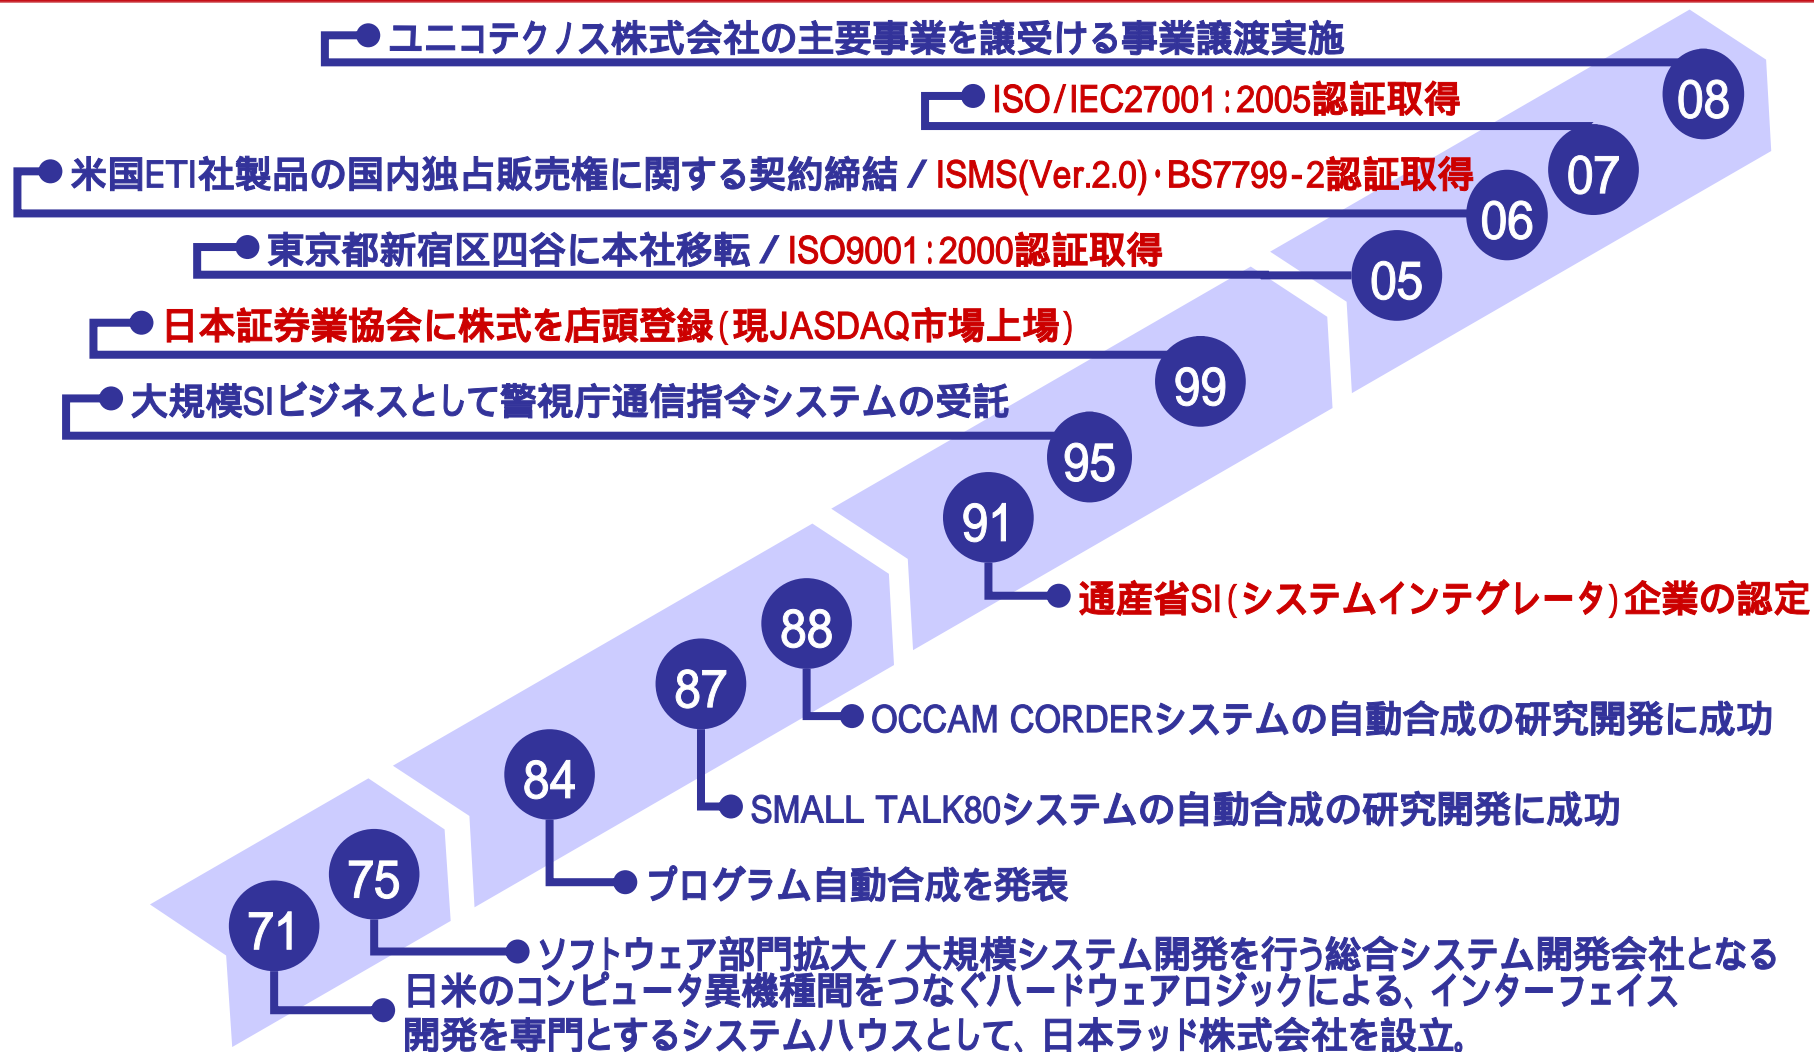 ユニコテクノス株式会社の主要事業を譲受ける事業譲渡実施
08
ISO/IEC27001：2005認証取得
07
米国ETI社製品の国内独占販売権に関する契約締結 / ISMS(Ver.2.0)・BS7799-2認証取得
06
東京都新宿区四谷に本社移転 / ISO9001：2000認証取得
05
日本証券業協会に株式を店頭登録(現JASDAQ市場上場)
99
大規模SIビジネスとして警視庁通信指令システムの受託
95
91
通産省SI(システムインテグレータ)企業の認定
88
OCCAM CORDERシステムの自動合成の研究開発に成功
87
SMALL TALK80システムの自動合成の研究開発に成功
84
プログラム自動合成を発表
75
ソフトウェア部門拡大 / 大規模システム開発を行う総合システム開発会社となる
71
日米のコンピュータ異機種間をつなぐハードウェアロジックによる、インターフェイス
開発を専門とするシステムハウスとして、日本ラッド株式会社を設立。